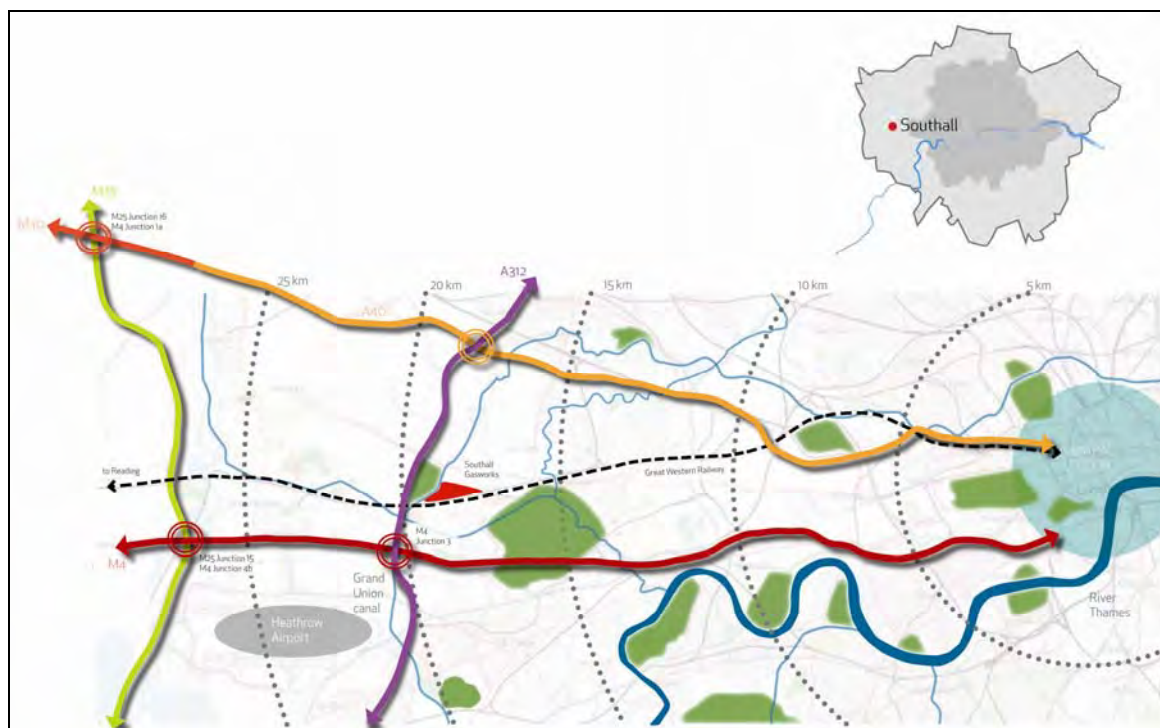 Southall
M25 Junction 16
M4 Junction 1a
M40
A312
25 km
20 km
15 km
10 km
5 km
A40
to Reading
Southall
Gasworks
Great Western Railway
M4
Junction 3
M4
M25 Junction 15
M4 Junction 4b
Grand
Union
canal
Heathrow
Airport
River
Thames